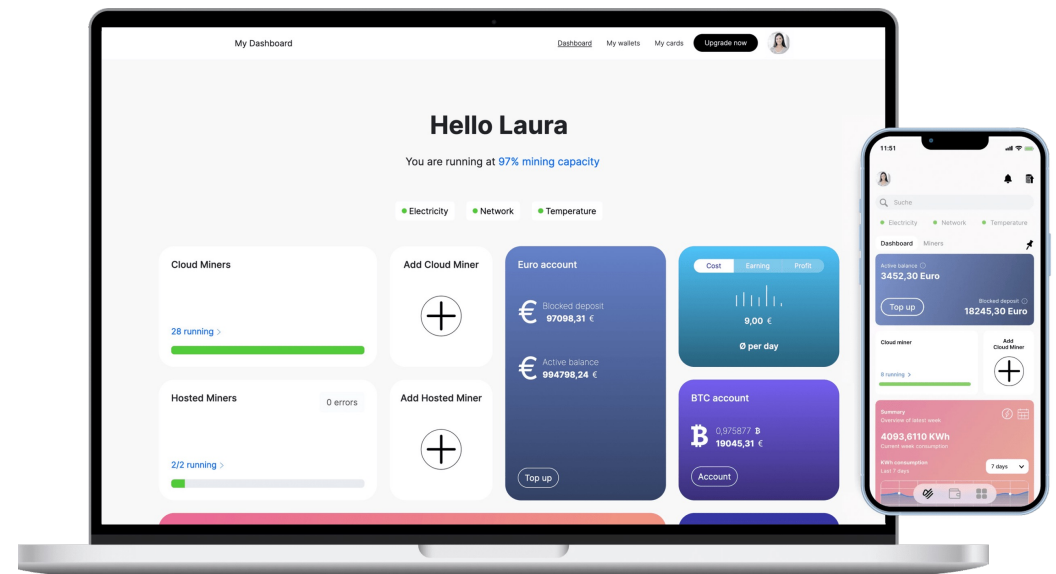 My Dashboard
Dashboard My wallets My cards Upgrade now
Hello Laura
You are running at 97% mining capacity
Electricity Network Temperature
Cloud Miners
28 running >
Add Cloud Miner
Euro account
€ Blocked deposit
97098,31 €
€ Active balance
994798,24 €
Top up
Cost Earning Profit
9,00 €
Ø per day
Hosted Miners 0 errors
2/2 running >
Add Hosted Miner
BTC account
0,975877 ₿
19045,31 €
Account
11:51
Suche
Electricity Network Temperature
Dashboard Miners
Active balance
3452,30 Euro
Top up
Blocked deposit
18245,30 Euro
Cloud miner
8 running >
Add
Cloud Miner
Summary
Overview of latest week
4093,6110 KWh
Current week consumption
KWh consumption
Last 7 days
7 days